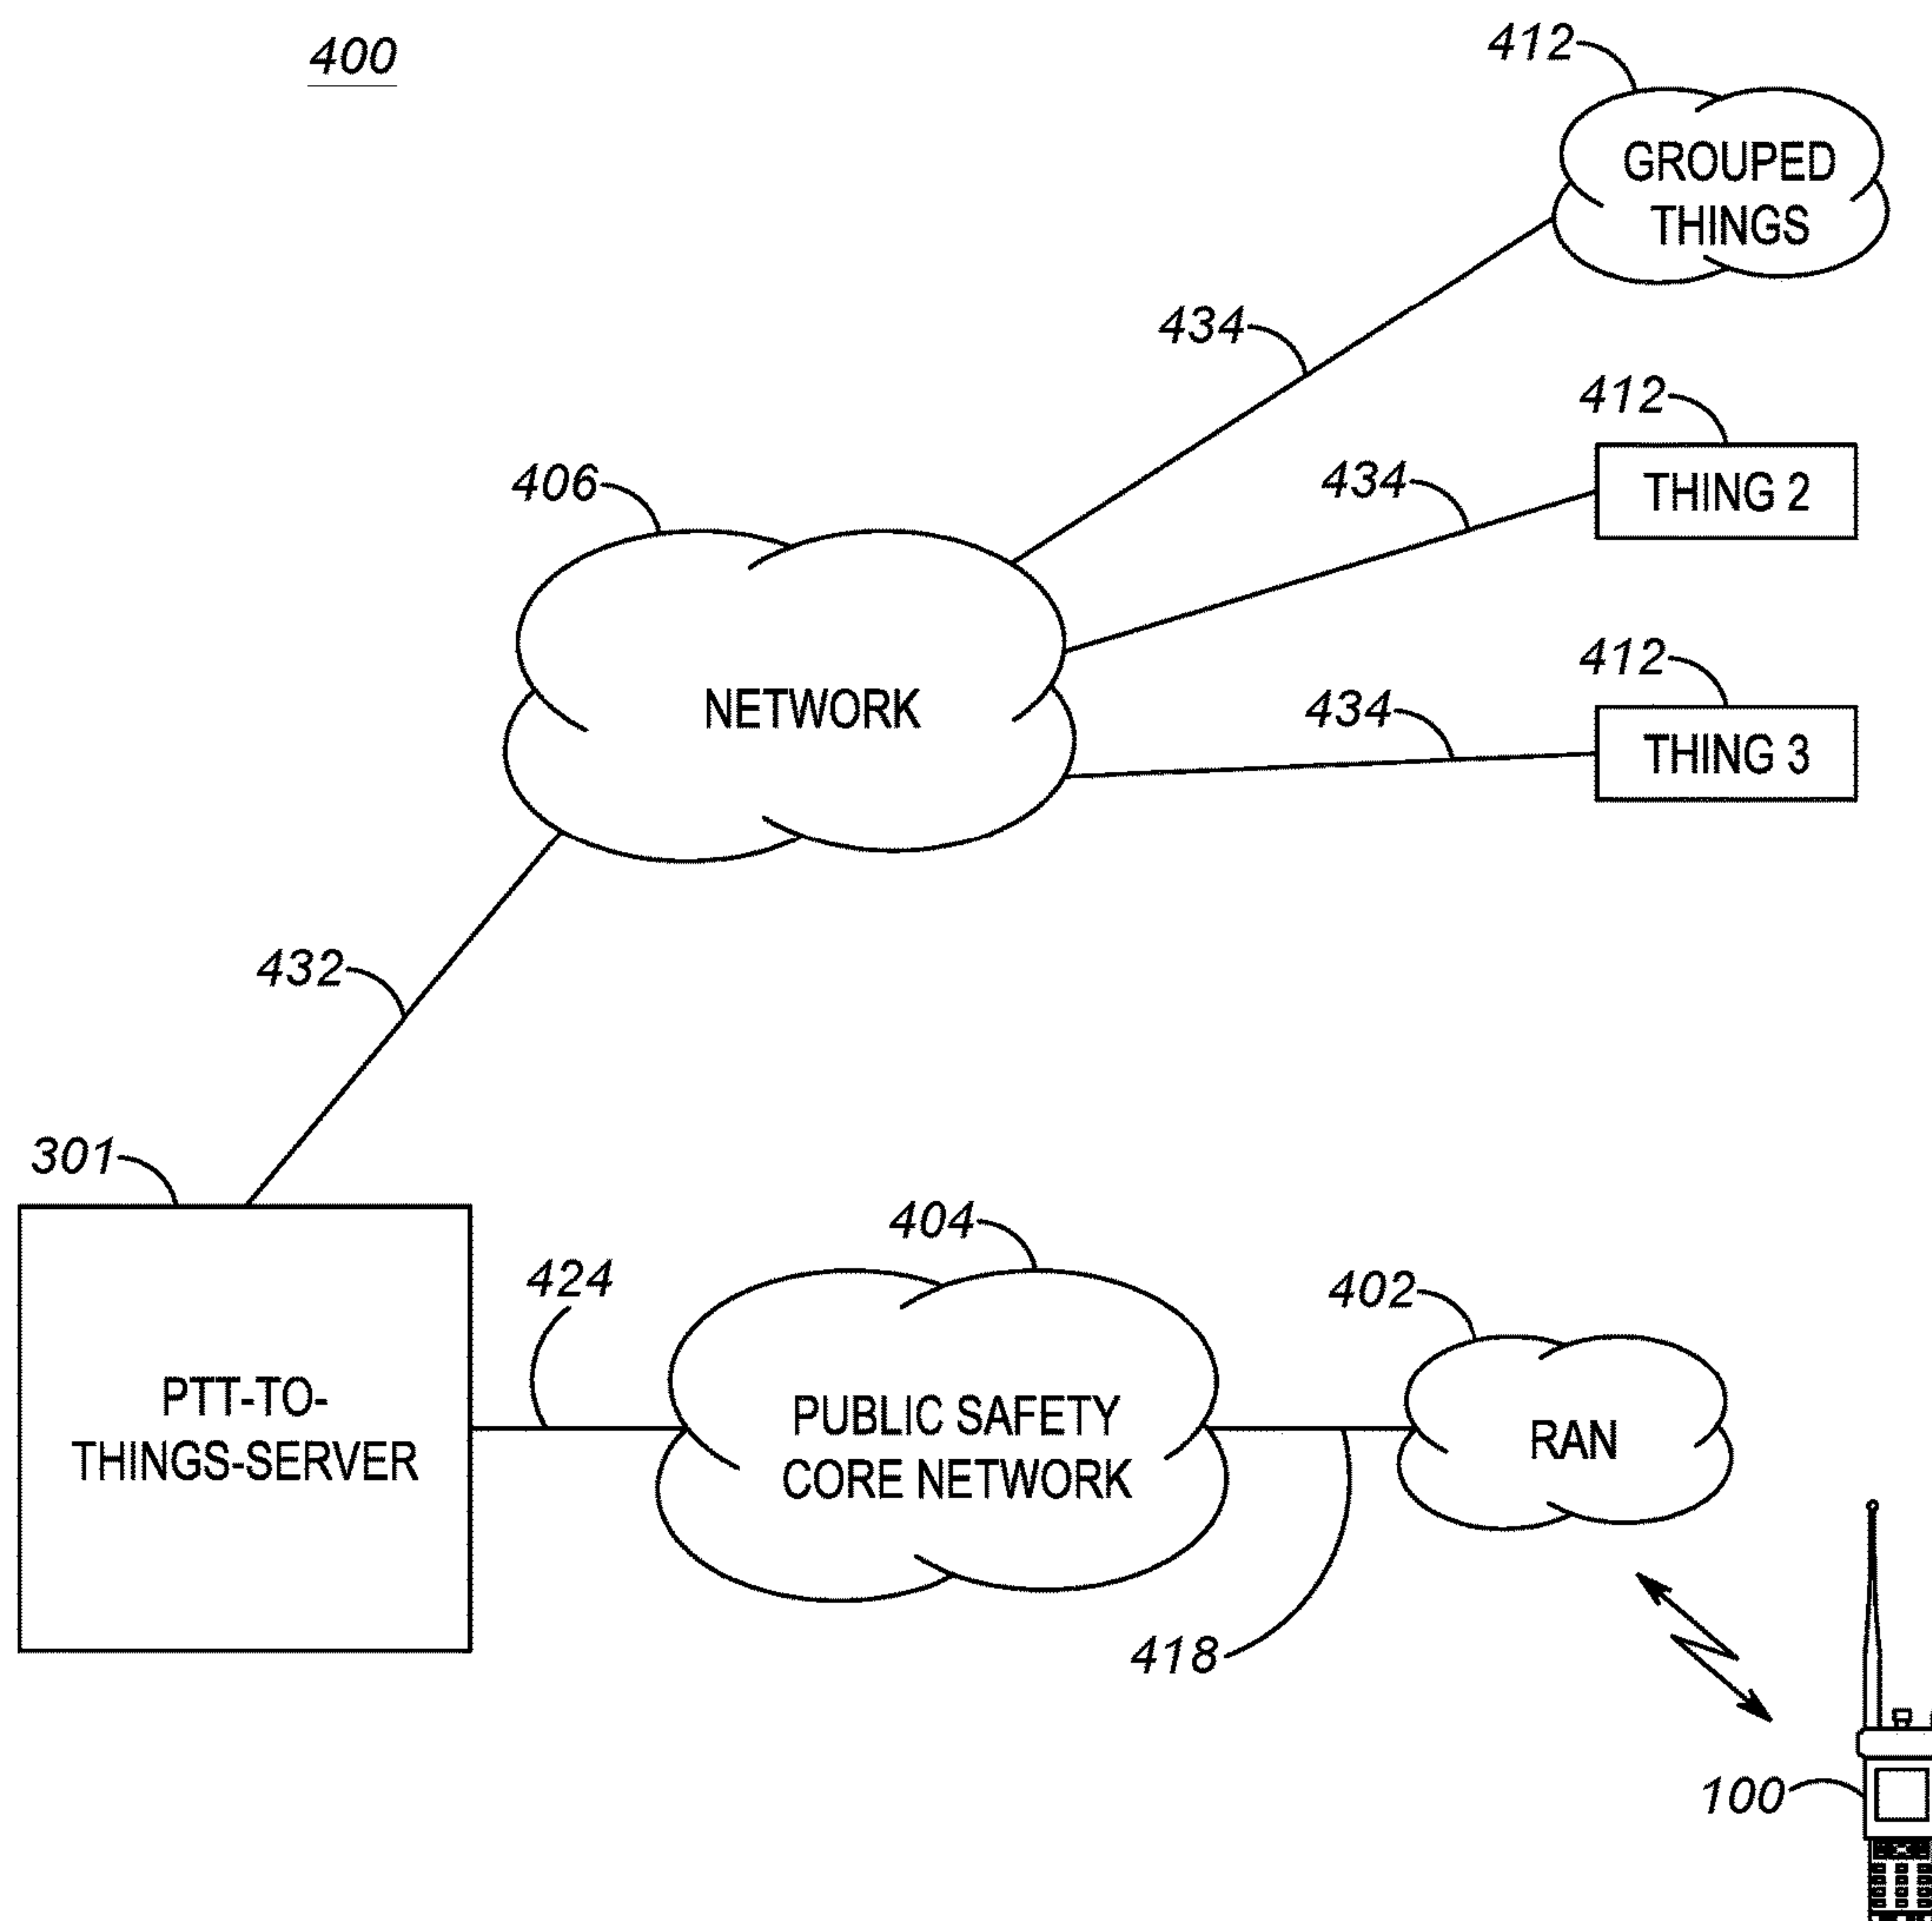 400
412
GROUPED
THINGS
434
412
THING 2
434
406
412
THING 3
434
NETWORK
432
301
PTT-TO-
THINGS-SERVER
424
404
PUBLIC SAFETY
CORE NETWORK
402
RAN
418
100